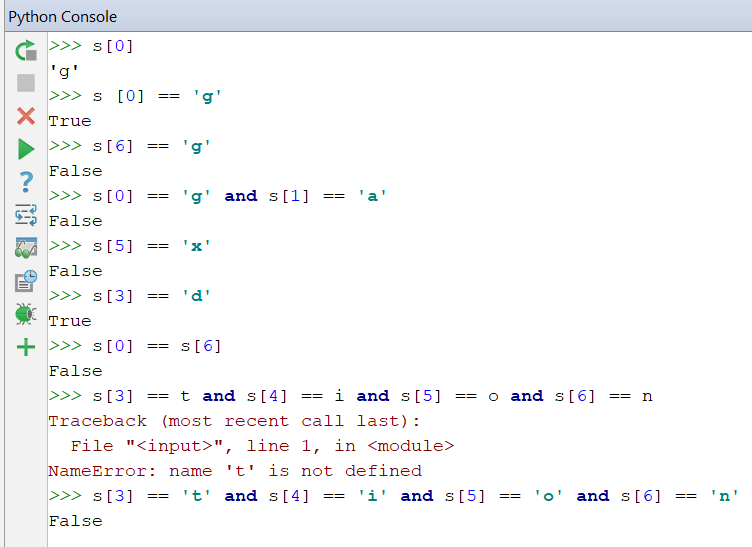 Python Console
>>> s[0]
'g'
>>> s [0] == 'g'
True
>>> s[6] == 'g'
False
>>> s[0] == 'g' and s[1] == 'a'
False
>>> s[5] == 'x'
False
>>> s[3] == 'd'
True
>>> s[0] == s[6]
False
>>> s[3] == t and s[4] == i and s[5] == o and s[6] == n
Traceback (most recent call last):
  File "<input>", line 1, in <module>
NameError: name 't' is not defined
>>> s[3] == 't' and s[4] == 'i' and s[5] == 'o' and s[6] == 'n'
False